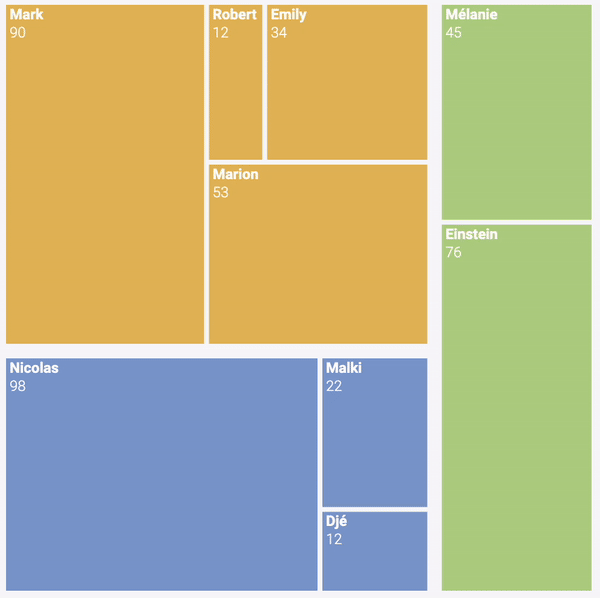 Mark
90
Robert
12
Emily
34
Marion
53
Mélanie
45
Einstein
76
Nicolas
98
Malki
22
Djé
12